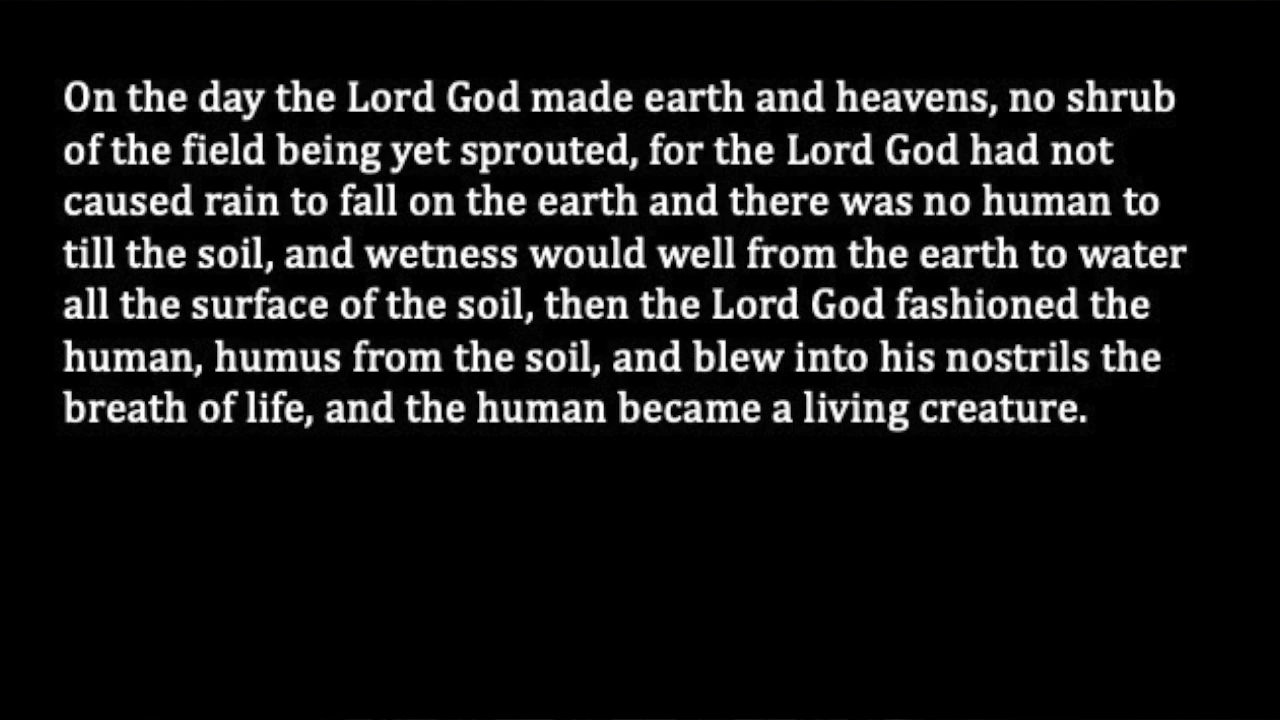 On the day the Lord God made earth and heavens, no shrub
of the field being yet sprouted, for the Lord God had not
caused rain to fall on the earth and there was no human to
till the soil, and wetness would well from the earth to water
all the surface of the soil, then the Lord God fashioned the
human, humus from the soil, and blew into his nostrils the
breath of life, and the human became a living creature.